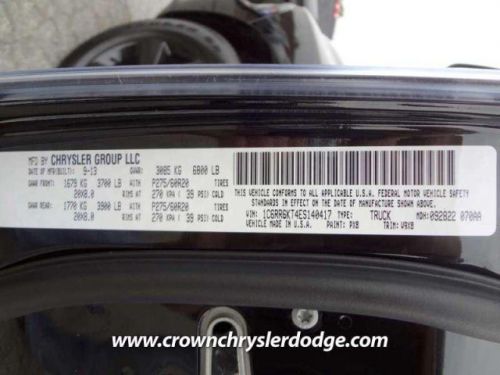 MFD BY CHRYSLER GROUP LLC
DATE OF MFR(BUILT): 9-13 GVWR: 3085 KG 6800 LB
GAWR FRONT: 1679 KG 3700 LB WITH P275/60R20 TIRES
20X8.0 RIMS AT 270 KPA ( 39 PSI) COLD
GAWR REAR: 1770 KG 3900 LB WITH P275/60R20 TIRES
20X8.0 RIMS AT 270 KPA ( 39 PSI) COLD
THIS VEHICLE CONFORMS TO ALL APPLICABLE U.S.A. FEDERAL MOTOR VEHICLE SAFETY
STANDARDS IN EFFECT ON THE DATE OF MANUFACTURE SHOWN ABOVE.
VIN: 1C6RR6KT4ES140417 TYPE: TRUCK MDH: 092822 070AA
VEHICLE MADE IN U.S.A. PAINT: PX8 TRIM: V9X8
www.crownchryslerdodge.com